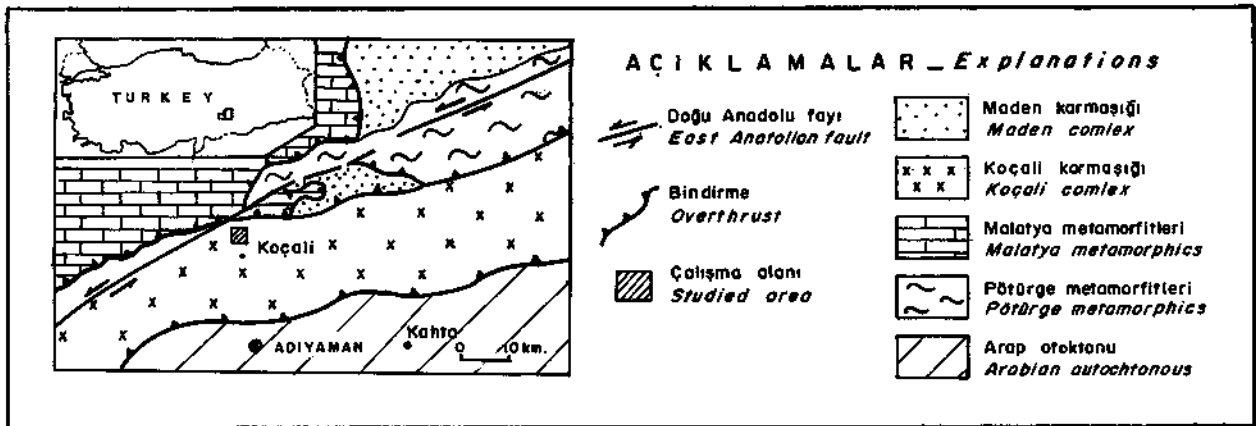 TURKEY
Koçali
Kahta
ADIYAMAN
0 10 km.
AÇIKLAMALAR _ Explanations
Doğu Anadolu fayı
East Anatolian fault
Bindirme
Overthrust
Çalışma alanı
Studied area
Maden karmaşığı
Maden comlex
Koçali karmaşığı
Koçali comlex
Malatya metamorfitleri
Malatya metamorphics
Pötürge metamorfitleri
Pötürge metamorphics
Arap otoktonu
Arabian autochtonous